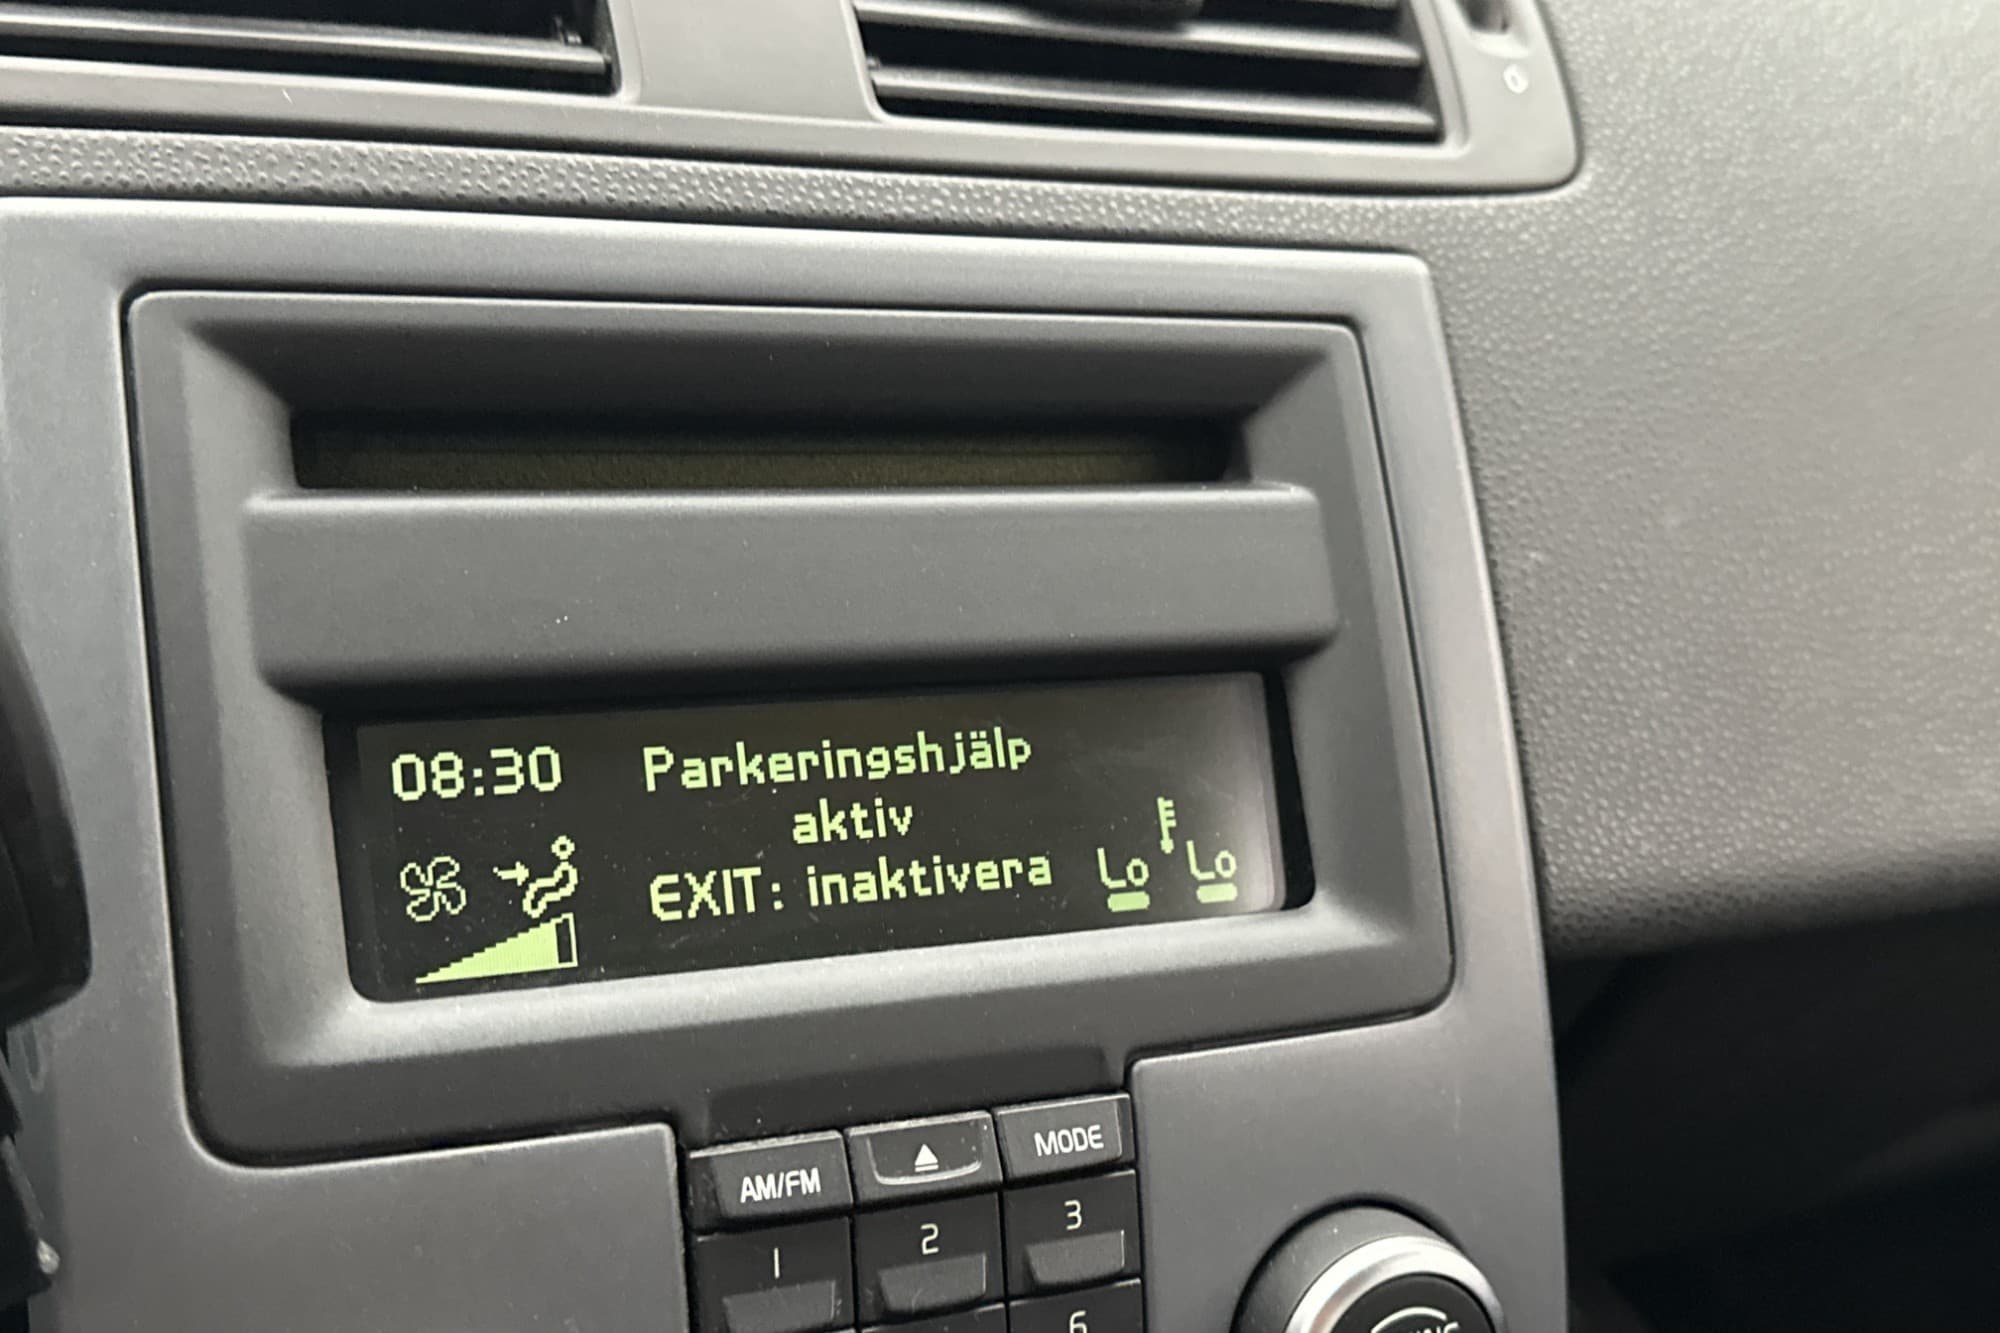 08:30 Parkeringshjälp
aktiv
EXIT: inaktivera Lo Lo
AM/FM MODE
1 2 3
6